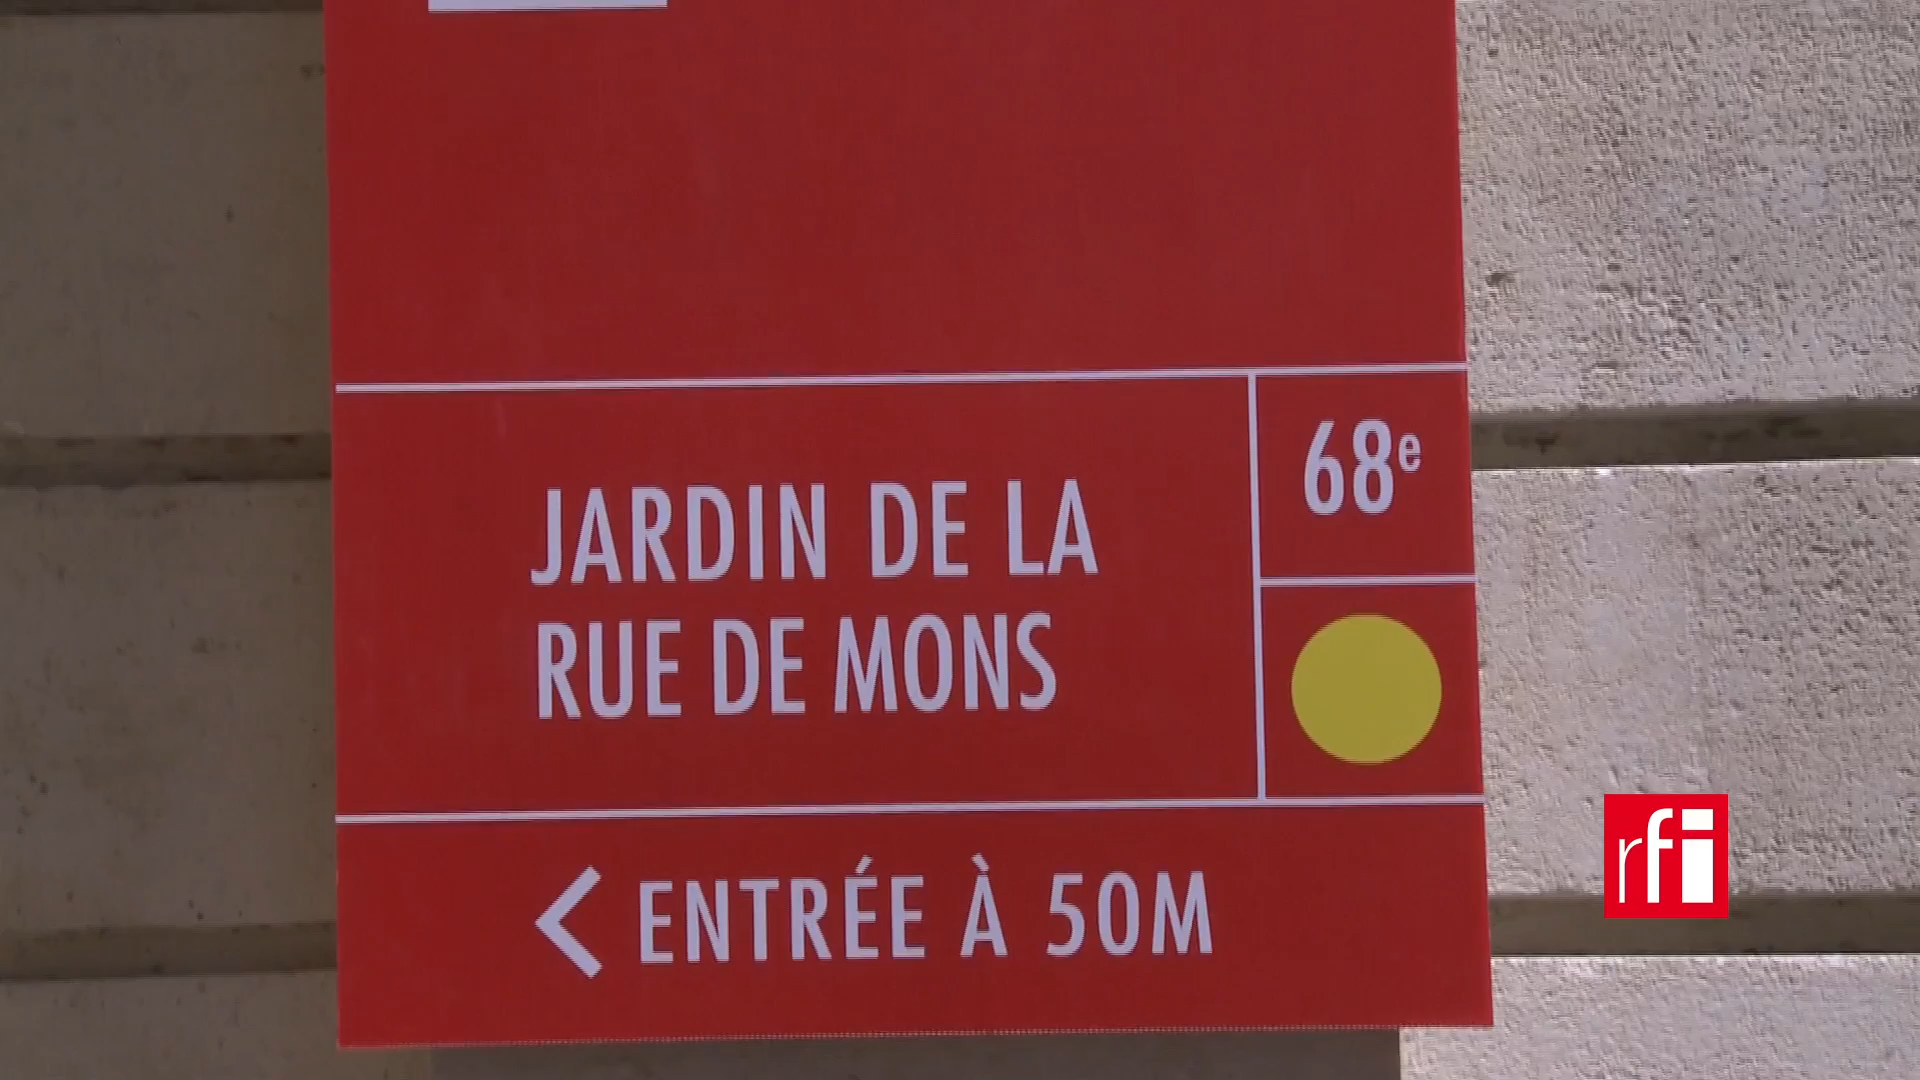 68e
JARDIN DE LA
RUE DE MONS
< ENTRÉE À 50M
rfi